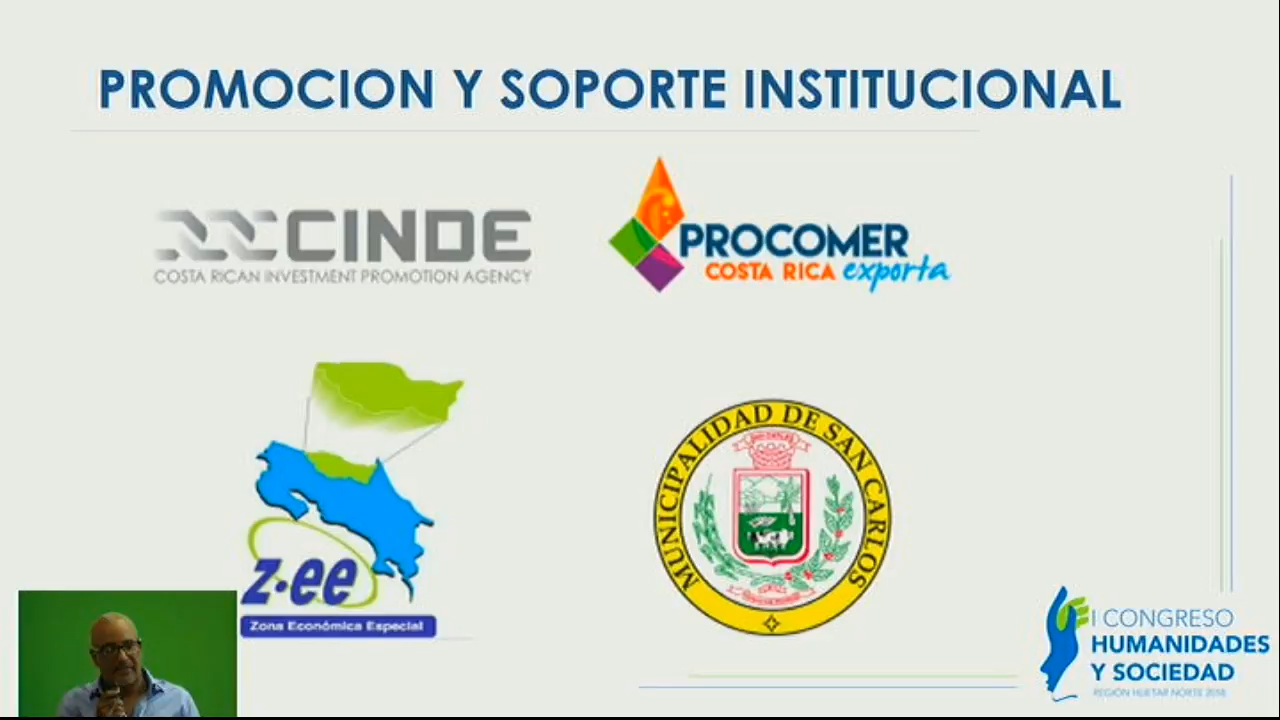 PROMOCION Y SOPORTE INSTITUCIONAL
CINDE
COSTA RICAN INVESTMENT PROMOTION AGENCY
PROCOMER
COSTA RICA exporta
z·ee
Zona Económica Especial
MUNICIPALIDAD DE SAN CARLOS
I CONGRESO
HUMANIDADES
Y SOCIEDAD
REGIÓN HUETAR NORTE 2018